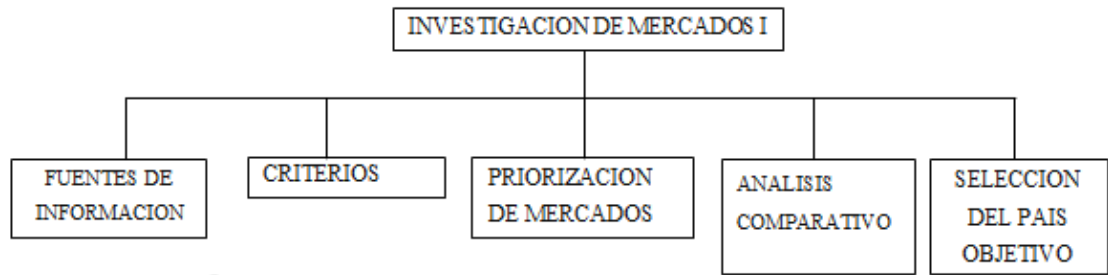 INVESTIGACION DE MERCADOS I
FUENTES DE
INFORMACION
CRITERIOS
PRIORIZACION
DE MERCADOS
ANALISIS
COMPARATIVO
SELECCION
DEL PAIS
OBJETIVO